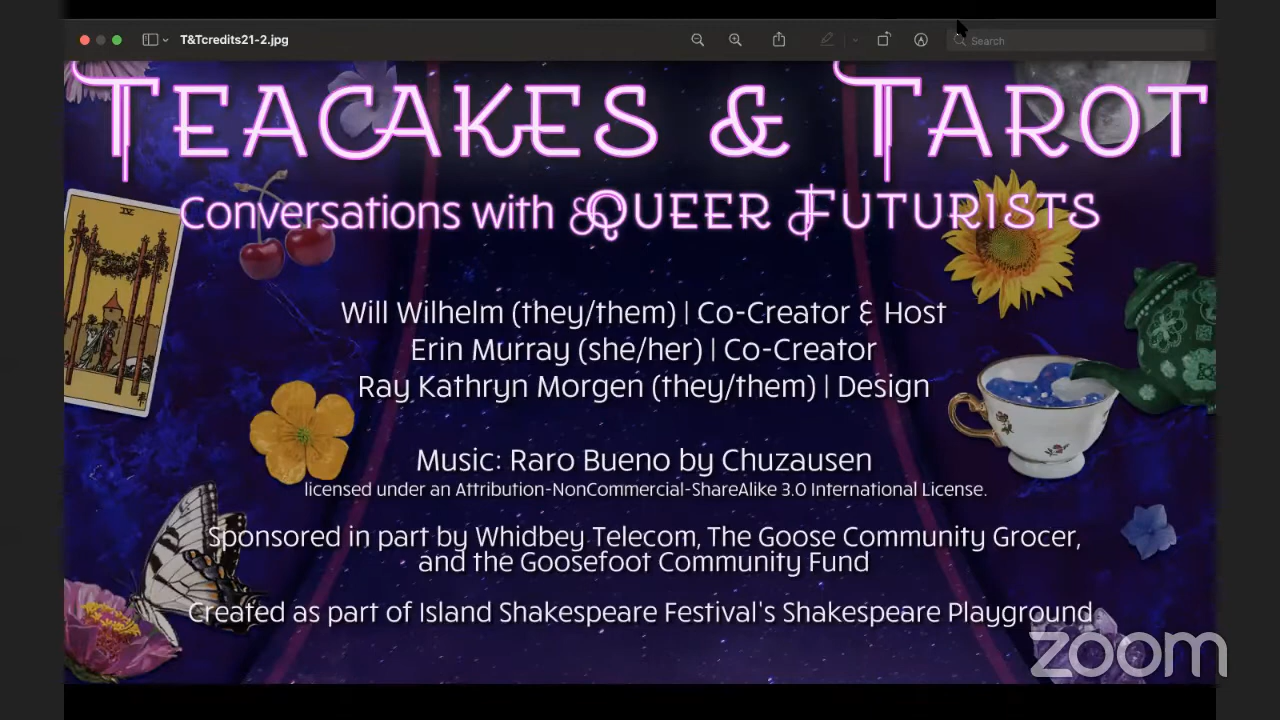 T&Tcredits21-2.jpg
Search
TEACAKES & TAROT
Conversations with QUEER FUTURISTS
IV
Will Wilhelm (they/them) | Co-Creator & Host
Erin Murray (she/her) | Co-Creator
Ray Kathryn Morgen (they/them) | Design
Music: Raro Bueno by Chuzausen
licensed under an Attribution-NonCommercial-ShareAlike 3.0 International License.
Sponsored in part by Whidbey Telecom, The Goose Community Grocer,
and the Goosefoot Community Fund
Created as part of Island Shakespeare Festival's Shakespeare Playground
zoom